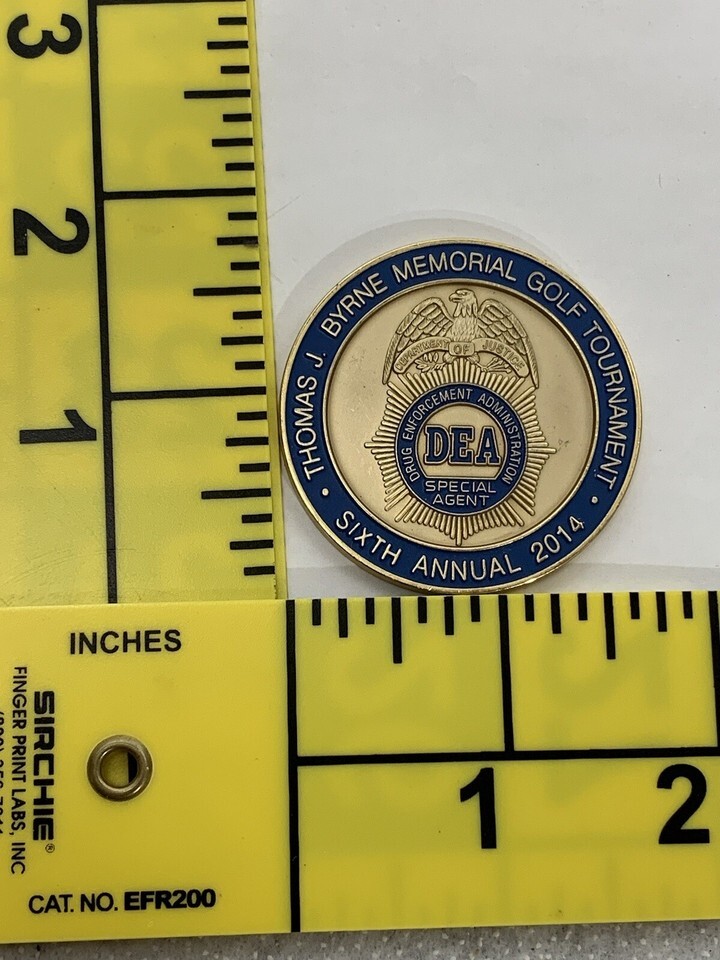 3
2
1
THOMAS J. BYRNE MEMORIAL GOLF TOURNAMENT
• SIXTH ANNUAL 2014 •
DEPARTMENT OF JUSTICE
DRUG ENFORCEMENT ADMINISTRATION
DEA
SPECIAL
AGENT
INCHES
SIRCHIE®
FINGER PRINT LABS, INC
CAT. NO. EFR200
1
2